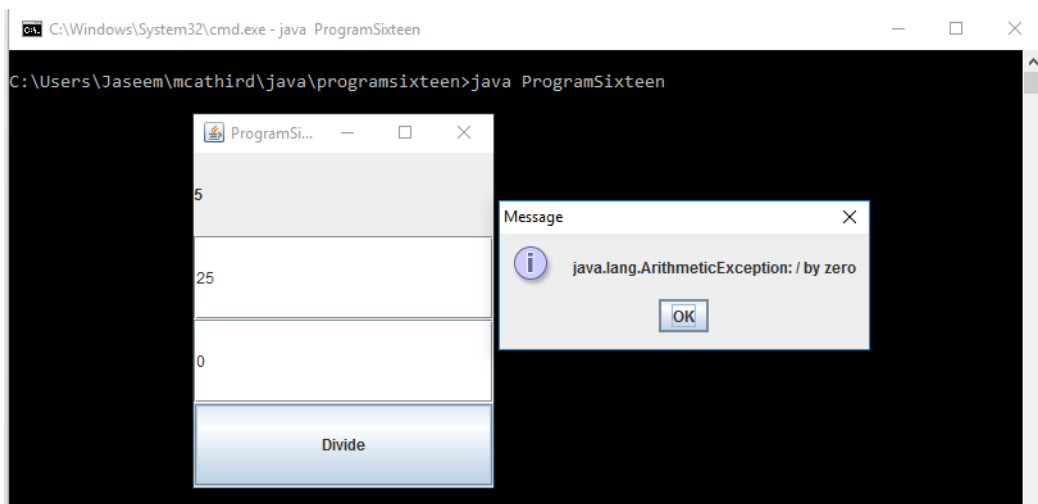 C:\Windows\System32\cmd.exe - java  ProgramSixteen
C:\Users\Jaseem\mcathird\java\programsixteen>java ProgramSixteen
ProgramSi...
5
25
0
Divide
Message
java.lang.ArithmeticException: / by zero
OK